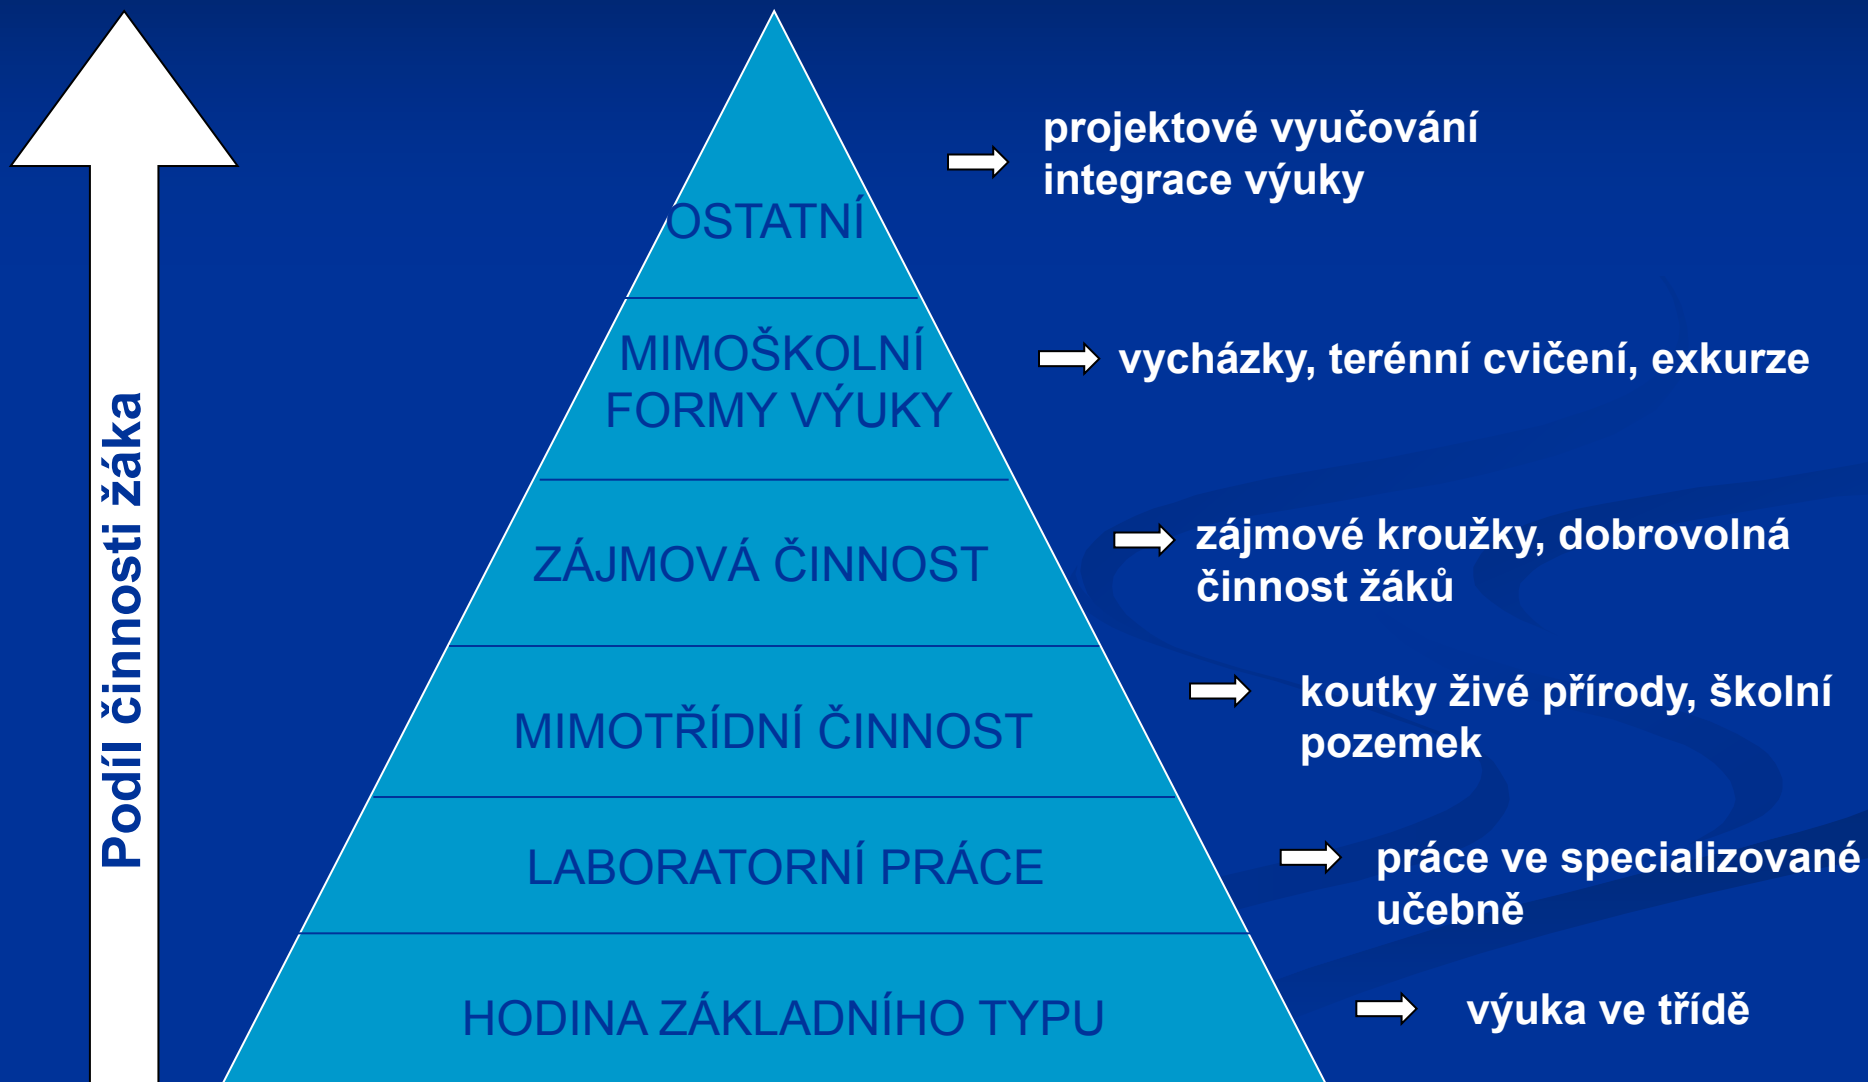 Podíl činnosti žáka
OSTATNÍ
projektové vyučování
integrace výuky
MIMOŠKOLNÍ
FORMY VÝUKY
vycházky, terénní cvičení, exkurze
ZÁJMOVÁ ČINNOST
zájmové kroužky, dobrovolná
činnost žáků
MIMOTŘÍDNÍ ČINNOST
koutky živé přírody, školní
pozemek
LABORATORNÍ PRÁCE
práce ve specializované
učebně
HODINA ZÁKLADNÍHO TYPU
výuka ve třídě